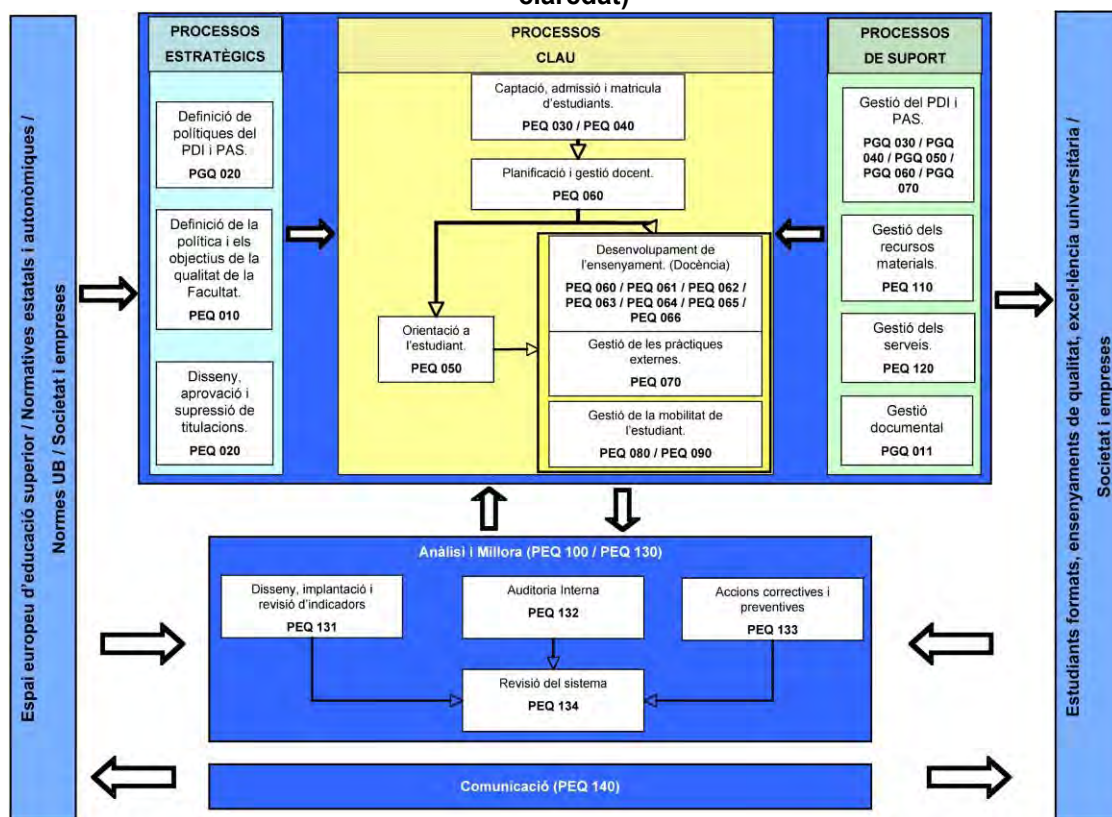 claredat)
Espai europeu d'educació superior / Normatives estatals i autonòmiques /
Normes UB / Societat i empreses
PROCESSOS
ESTRATÈGICS
Definició de
polítiques del
PDI i PAS.
PGQ 020
Definició de la
política i els
objectius de la
qualitat de la
Facultat.
PEQ 010
Disseny,
aprovació i
supressió de
titulacions.
PEQ 020
PROCESSOS
CLAU
Captació, admissió i matricula
d'estudiants.
PEQ 030 / PEQ 040
Planificació i gestió docent.
PEQ 060
Orientació a
l'estudiant.
PEQ 050
Desenvolupament de
l'ensenyament. (Docència)
PEQ 060 / PEQ 061 / PEQ 062 /
PEQ 063 / PEQ 064 / PEQ 065 /
PEQ 066
Gestió de les pràctiques
externes.
PEQ 070
Gestió de la mobilitat de
l'estudiant.
PEQ 080 / PEQ 090
PROCESSOS
DE SUPORT
Gestió del PDI i
PAS.
PGQ 030 / PGQ
040 / PGQ 050 /
PGQ 060 / PGQ
070
Gestió dels
recursos
materials.
PEQ 110
Gestió dels
serveis.
PEQ 120
Gestió
documental
PGQ 011
Estudiants formats, ensenyaments de qualitat, excel·lència universitària /
Societat i empreses
Anàlisi i Millora (PEQ 100 / PEQ 130)
Disseny, implantació i
revisió d'indicadors
PEQ 131
Auditoria Interna
PEQ 132
Accions correctives i
preventives
PEQ 133
Revisió del sistema
PEQ 134
Comunicació (PEQ 140)